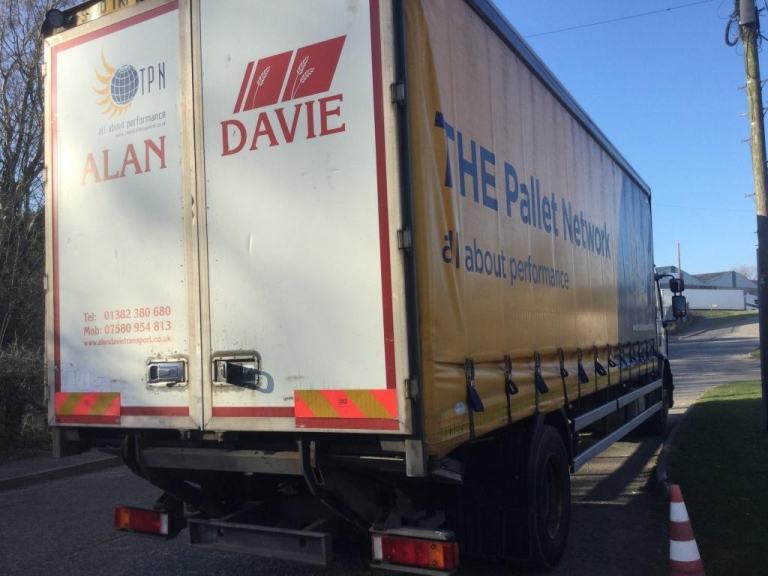 TPN
all about performance
ALAN
DAVIE
Tel: 01382 380 680
Mob: 07580 954 813
www.alandavietransport.co.uk
THE Pallet Network
all about performance